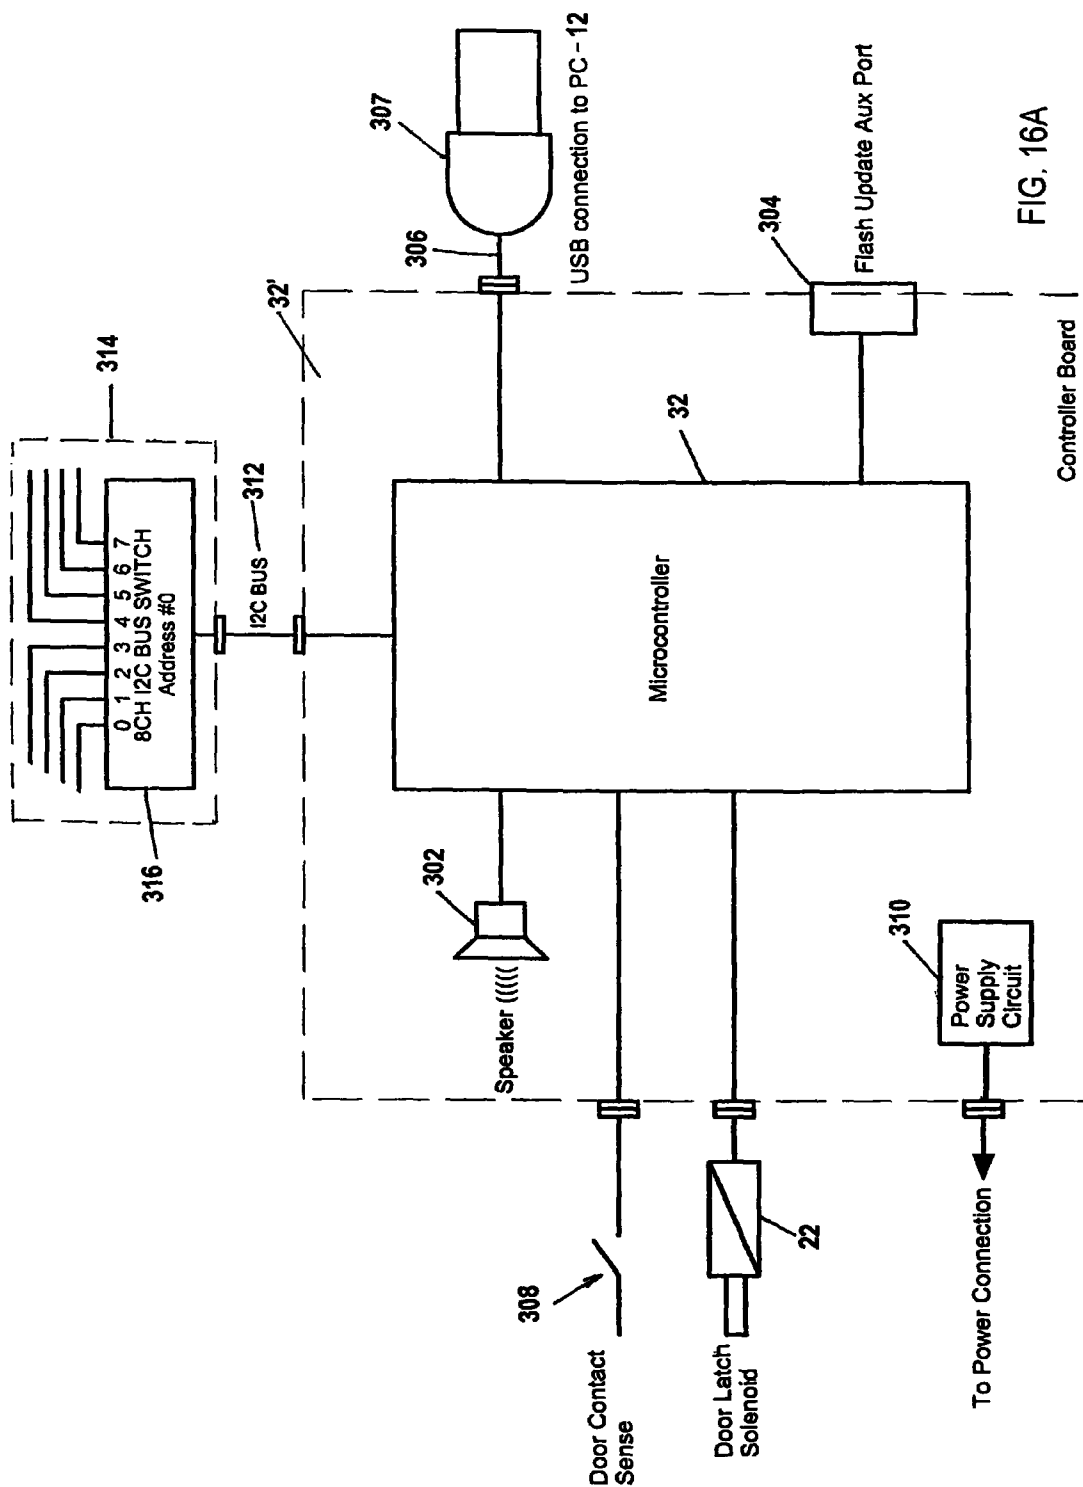 314
316
0 1 2 3 4 5 6 7
8CH I2C BUS SWITCH
Address #0
I2C BUS
312
32'
306
307
USB connection to PC - 12
302
Speaker (((((
32
Microcontroller
304
Flash Update Aux Port
308
Door Contact
Sense
22
Door Latch
Solenoid
310
Power
Supply
Circuit
To Power Connection
Controller Board
FIG. 16A